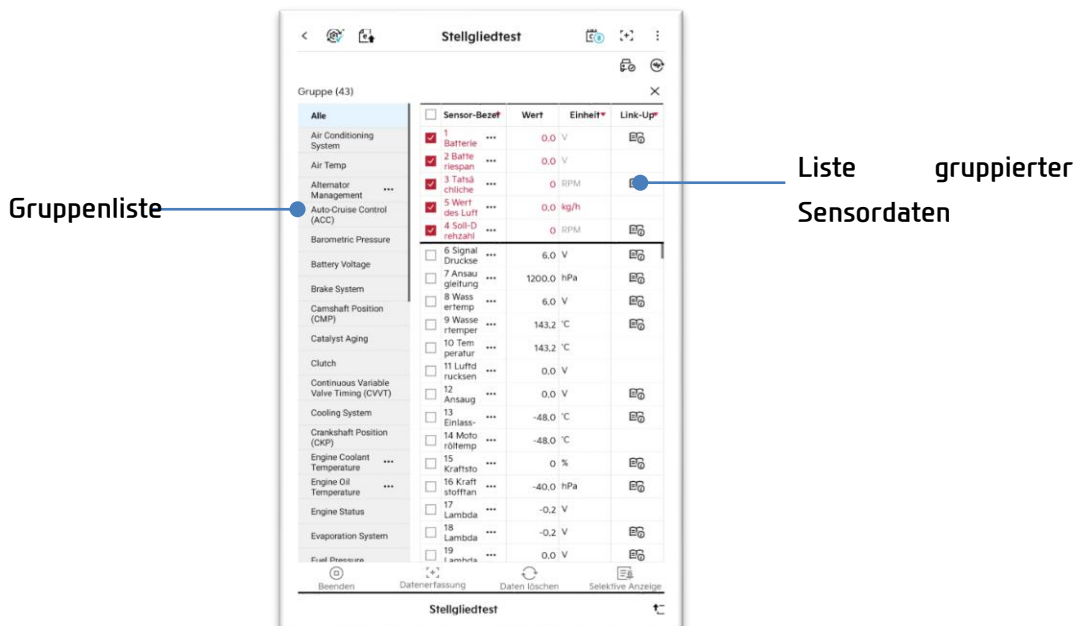 Stellgliedtest
Gruppe (43)
Alle
Air Conditioning
System
Air Temp
Alternator
Management
Auto-Cruise Control
(ACC)
Barometric Pressure
Battery Voltage
Brake System
Camshaft Position
(CMP)
Catalyst Aging
Clutch
Continuous Variable
Valve Timing (CVVT)
Cooling System
Crankshaft Position
(CKP)
Engine Coolant
Temperature
Engine Oil
Temperature
Engine Status
Evaporation System
Fuel Pressure
Sensor-Bezei Wert Einheit Link-Up
1
Batterie ... 0,0 V
2 Batte
riespan ... 0,0 V
3 Tatsä
chliche ... 0 RPM
5 Wert
des Luft ... 0,0 kg/h
4 Soll-D
rehzahl ... 0 RPM
6 Signal
Druckse ... 6,0 V
7 Ansau
gleitung ... 1200,0 hPa
8 Wass
ertemp ... 6,0 V
9 Wasse
rtemper ... 143,2 °C
10 Tem
peratur ... 143,2 °C
11 Luftd
rucksen ... 0,0 V
12
Ansaug ... 0,0 V
13
Einlass- ... -48,0 °C
14 Moto
röltemp ... -48,0 °C
15
Kraftsto ... 0 %
16 Kraft
stofftan ... -40,0 hPa
17
Lambda ... -0,2 V
18
Lambda ... -0,2 V
19
Lambda ... 0,0 V
Beenden Datenerfassung Daten löschen Selektive Anzeige
Stellgliedtest
Gruppenliste
Liste gruppierter
Sensordaten